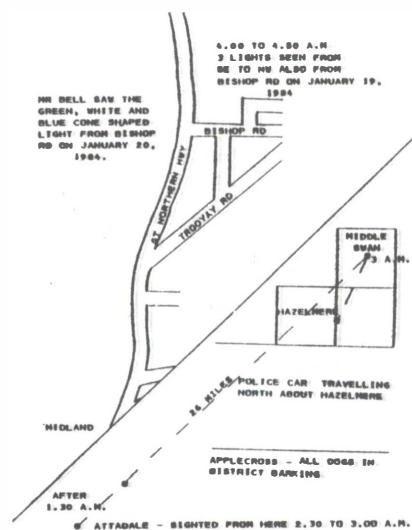 4.00 TO 4.50 A.M
3 LIGHTS SEEN FROM
SE TO NW ALSO FROM
BISHOP RD ON JANUARY 19,
1984
MR BELL SAW THE
GREEN, WHITE AND
BLUE CONE SHAPED
LIGHT FROM BISHOP
RD ON JANUARY 20,
1984.
BISHOP RD
GT NORTHERN HWY
TOODYAY RD
MIDDLE
SWAN
3 A.M.
HAZELMERE
26 MILES
POLICE CAR TRAVELLING
NORTH ABOUT HAZELMERE
MIDLAND
APPLECROSS - ALL DOGS IN
DISTRICT BARKING
AFTER
1.30 A.M.
ATTADALE - SIGHTED FROM HERE 2.30 TO 3.00 A.M.